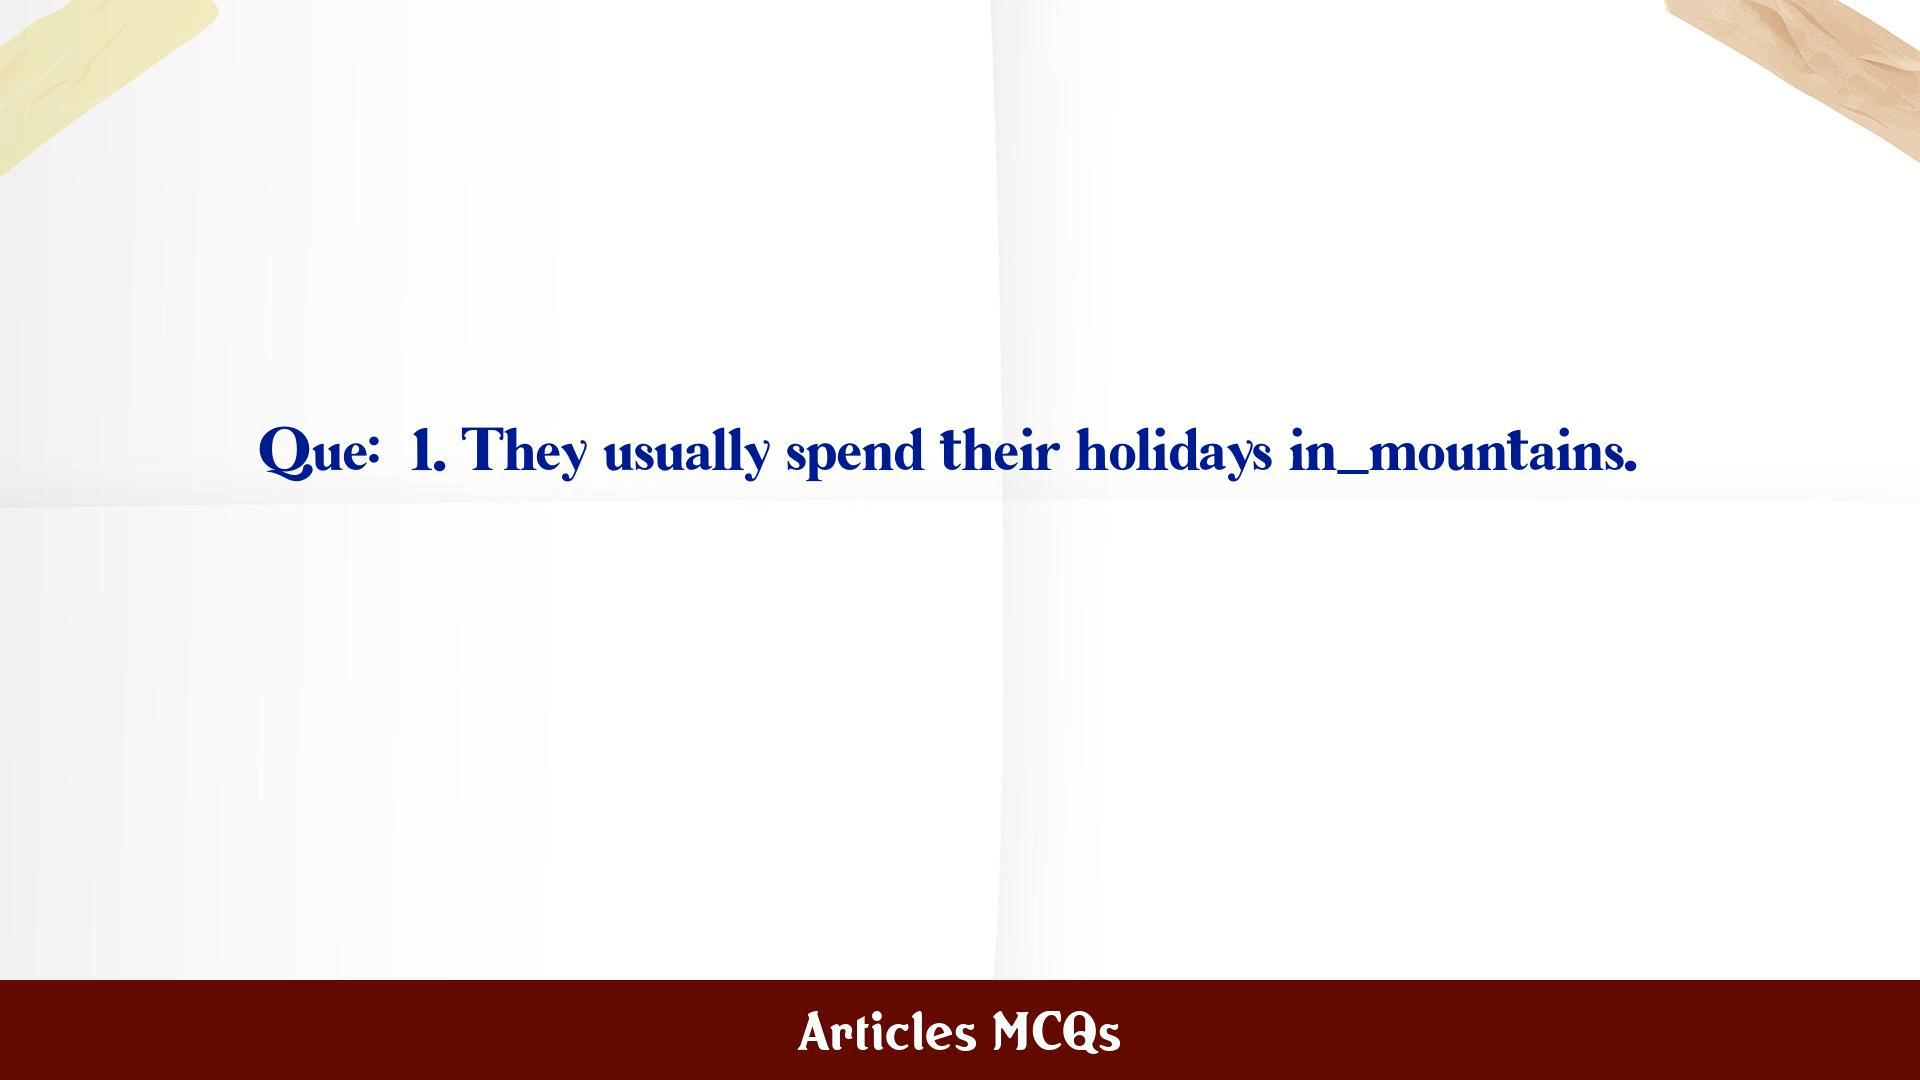 Que: 1. They usually spend their holidays in_mountains.
Articles MCQs